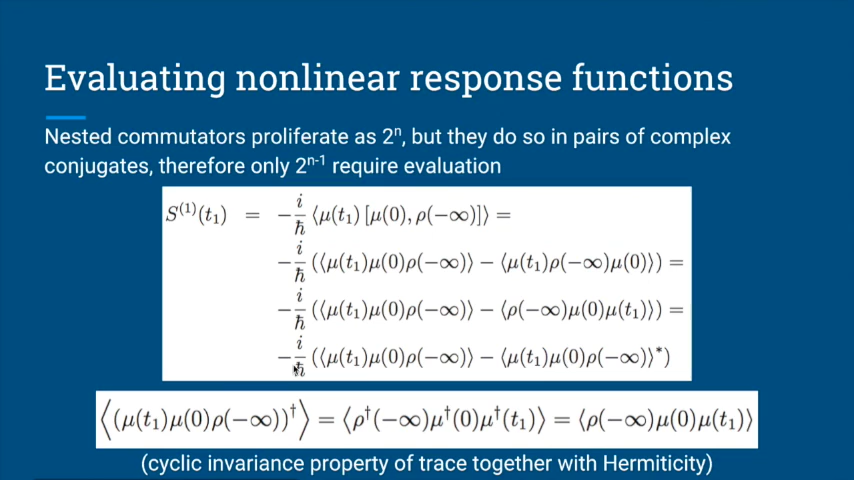 Evaluating nonlinear response functions
Nested commutators proliferate as 2ⁿ, but they do so in pairs of complex
conjugates, therefore only 2ⁿ⁻¹ require evaluation
S⁽¹⁾(t₁) = −i/ħ ⟨μ(t₁) [μ(0), ρ(−∞)]⟩ =
−i/ħ (⟨μ(t₁)μ(0)ρ(−∞)⟩ − ⟨μ(t₁)ρ(−∞)μ(0)⟩) =
−i/ħ (⟨μ(t₁)μ(0)ρ(−∞)⟩ − ⟨ρ(−∞)μ(0)μ(t₁)⟩) =
−i/ħ (⟨μ(t₁)μ(0)ρ(−∞)⟩ − ⟨μ(t₁)μ(0)ρ(−∞)⟩*)
⟨(μ(t₁)μ(0)ρ(−∞))†⟩ = ⟨ρ†(−∞)μ†(0)μ†(t₁)⟩ = ⟨ρ(−∞)μ(0)μ(t₁)⟩
(cyclic invariance property of trace together with Hermiticity)